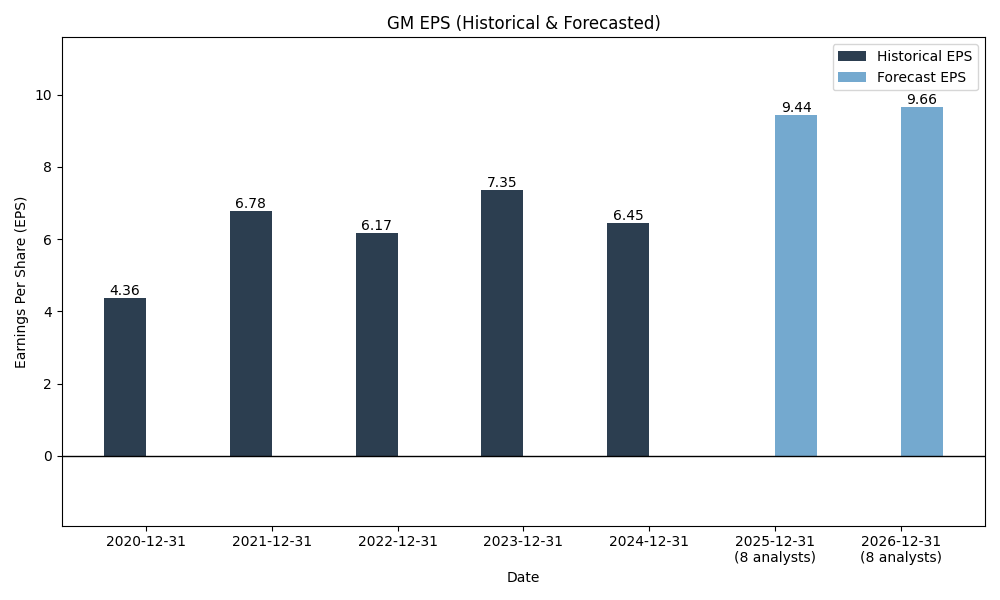 GM EPS (Historical & Forecasted)
Historical EPS
Forecast EPS
Earnings Per Share (EPS)
10
8
6
4
2
0
4.36
6.78
6.17
7.35
6.45
9.44
9.66
2020-12-31
2021-12-31
2022-12-31
2023-12-31
2024-12-31
2025-12-31
(8 analysts)
2026-12-31
(8 analysts)
Date